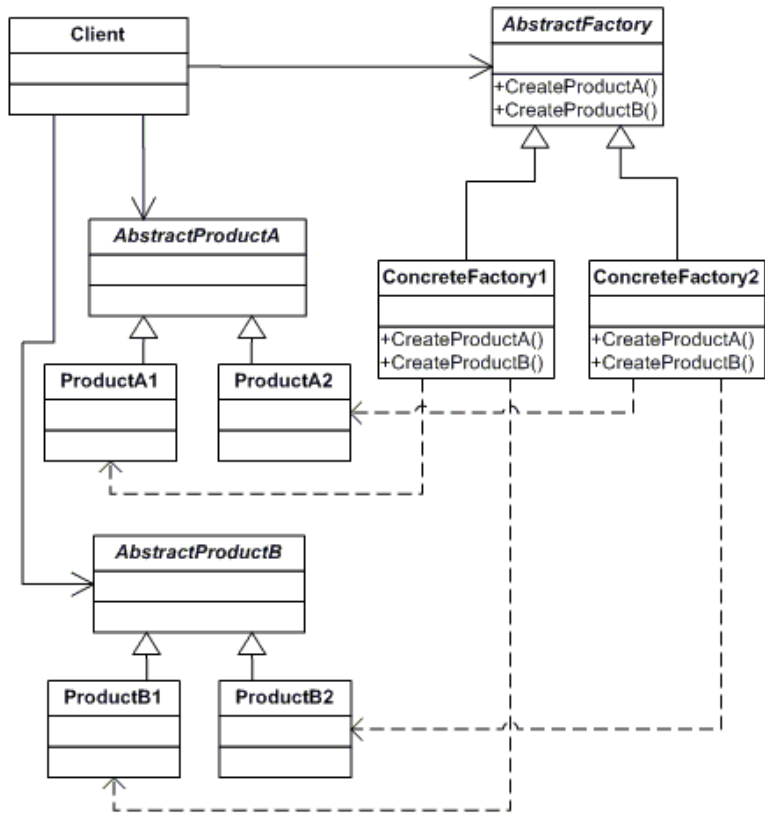 Client
AbstractFactory
+CreateProductA()
+CreateProductB()
AbstractProductA
ConcreteFactory1
+CreateProductA()
+CreateProductB()
ConcreteFactory2
+CreateProductA()
+CreateProductB()
ProductA1
ProductA2
AbstractProductB
ProductB1
ProductB2